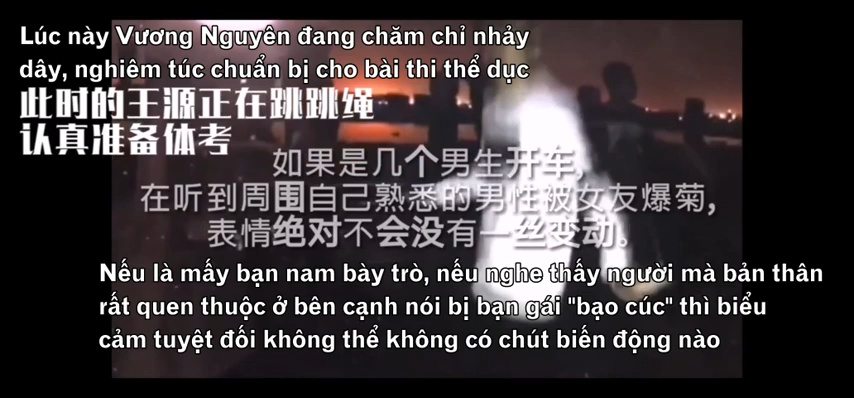 Lúc này Vương Nguyên đang chăm chỉ nhảy
dây, nghiêm túc chuẩn bị cho bài thi thể dục
此时的王源正在跳跳绳
认真准备体考
如果是几个男生开车,
在听到周围自己熟悉的男性被女友爆菊,
表情绝对不会没有一丝变动。
Nếu là mấy bạn nam bày trò, nếu nghe thấy người mà bản thân
rất quen thuộc ở bên cạnh nói bị bạn gái "bạo cúc" thì biểu
cảm tuyệt đối không thể không có chút biến động nào